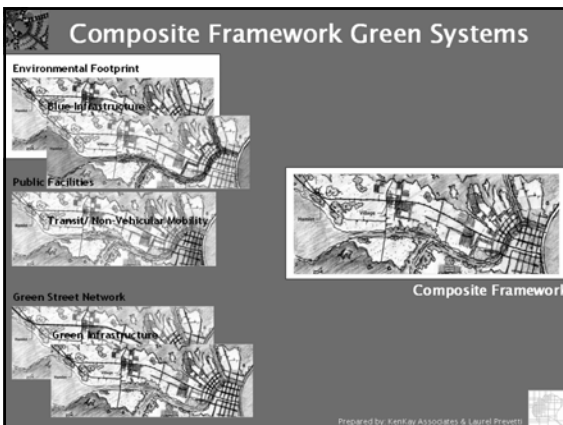 Composite Framework Green Systems
Environmental Footprint
Blue-Infrastructure
Public Facilities
Transit/ Non-Vehicular Mobility
Green Street Network
Green Infrastructure
Village
Composite Framework
Prepared by: KenKay Associates & Laurel Prevetti